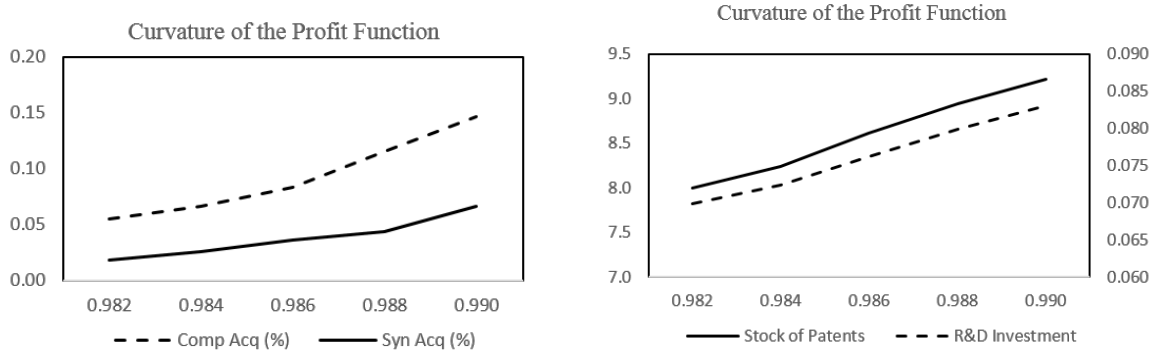 Curvature of the Profit Function
0.20
0.15
0.10
0.05
0.00
0.982 0.984 0.986 0.988 0.990
Comp Acq (%) Syn Acq (%)
Curvature of the Profit Function
9.5 0.090
9.0 0.085
8.5 0.080
8.0 0.075
7.5 0.070
7.0 0.065
0.060
0.982 0.984 0.986 0.988 0.990
Stock of Patents R&D Investment